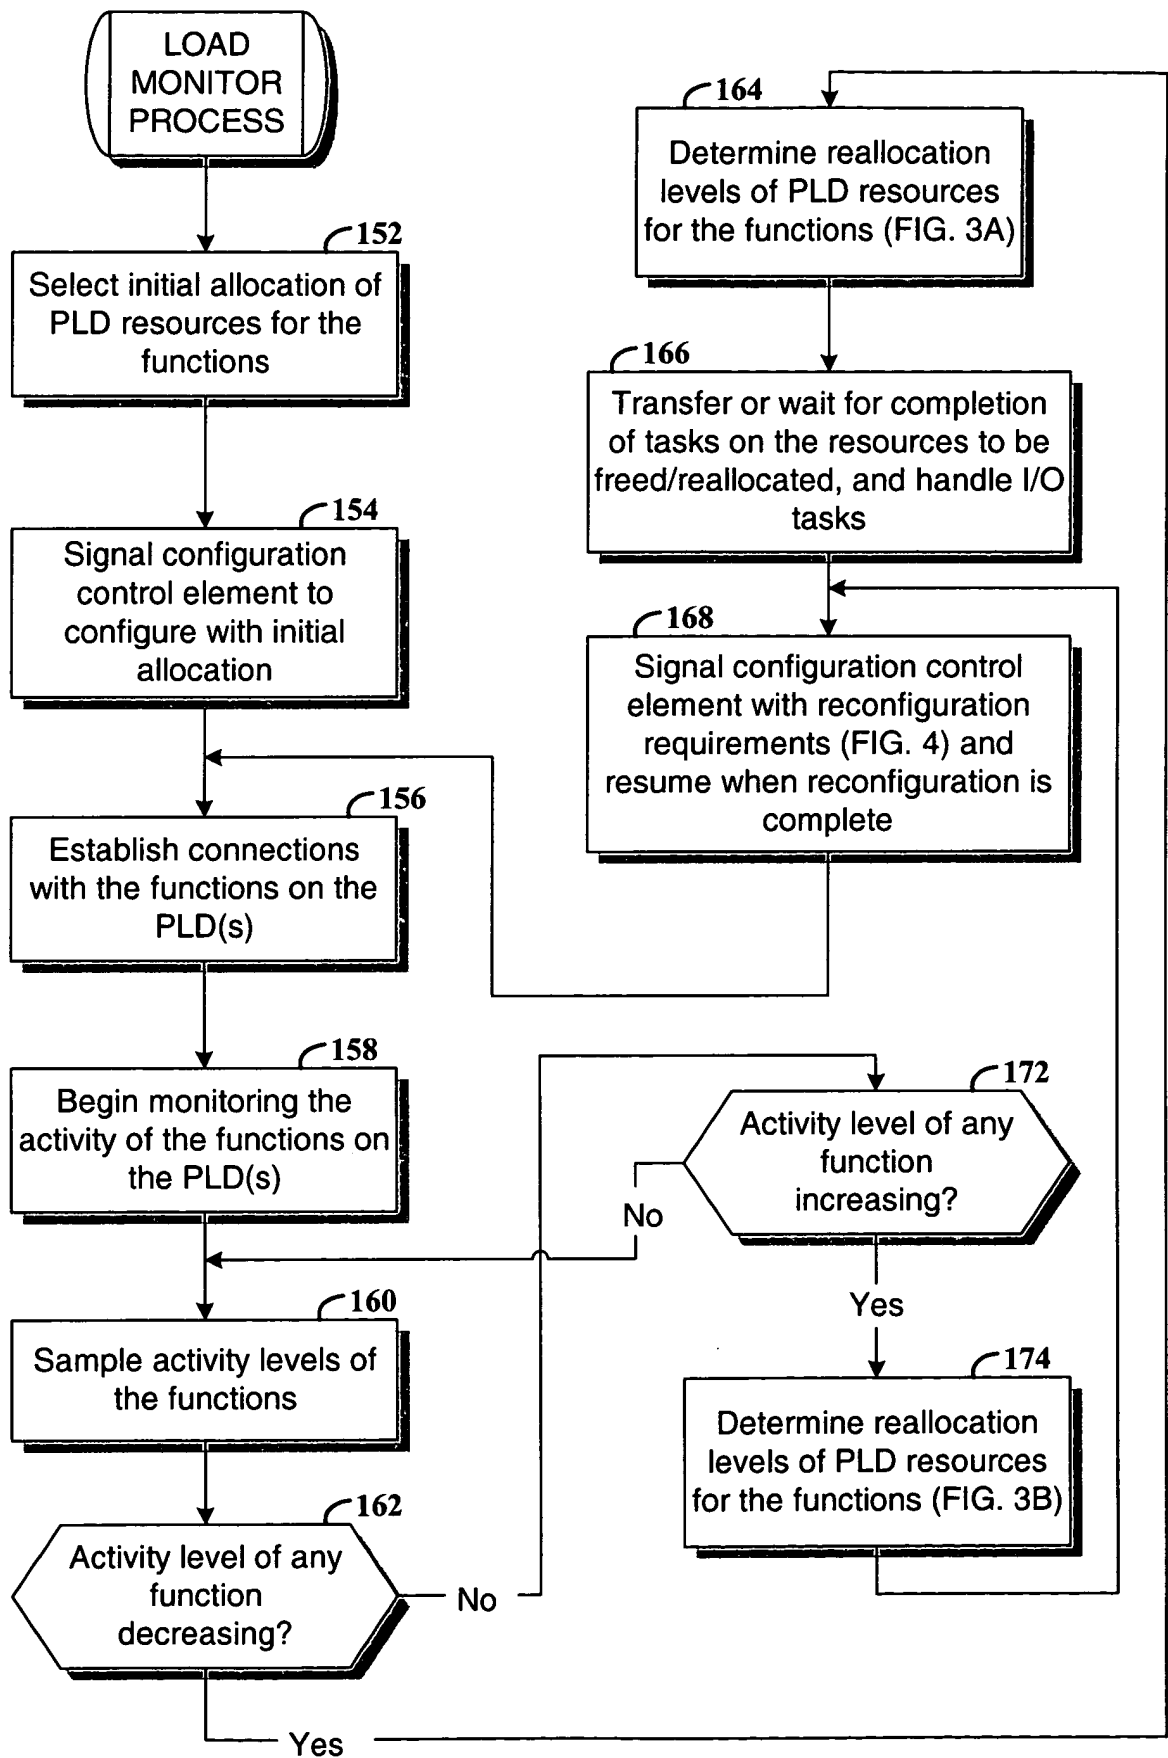 LOAD
MONITOR
PROCESS
152
Select initial allocation of
PLD resources for the
functions
154
Signal configuration
control element to
configure with initial
allocation
156
Establish connections
with the functions on the
PLD(s)
158
Begin monitoring the
activity of the functions on
the PLD(s)
160
Sample activity levels of
the functions
162
Activity level of any
function
decreasing?
No
Yes
164
Determine reallocation
levels of PLD resources
for the functions (FIG. 3A)
166
Transfer or wait for completion
of tasks on the resources to be
freed/reallocated, and handle I/O
tasks
168
Signal configuration control
element with reconfiguration
requirements (FIG. 4) and
resume when reconfiguration is
complete
172
Activity level of any
function
increasing?
No
Yes
174
Determine reallocation
levels of PLD resources
for the functions (FIG. 3B)